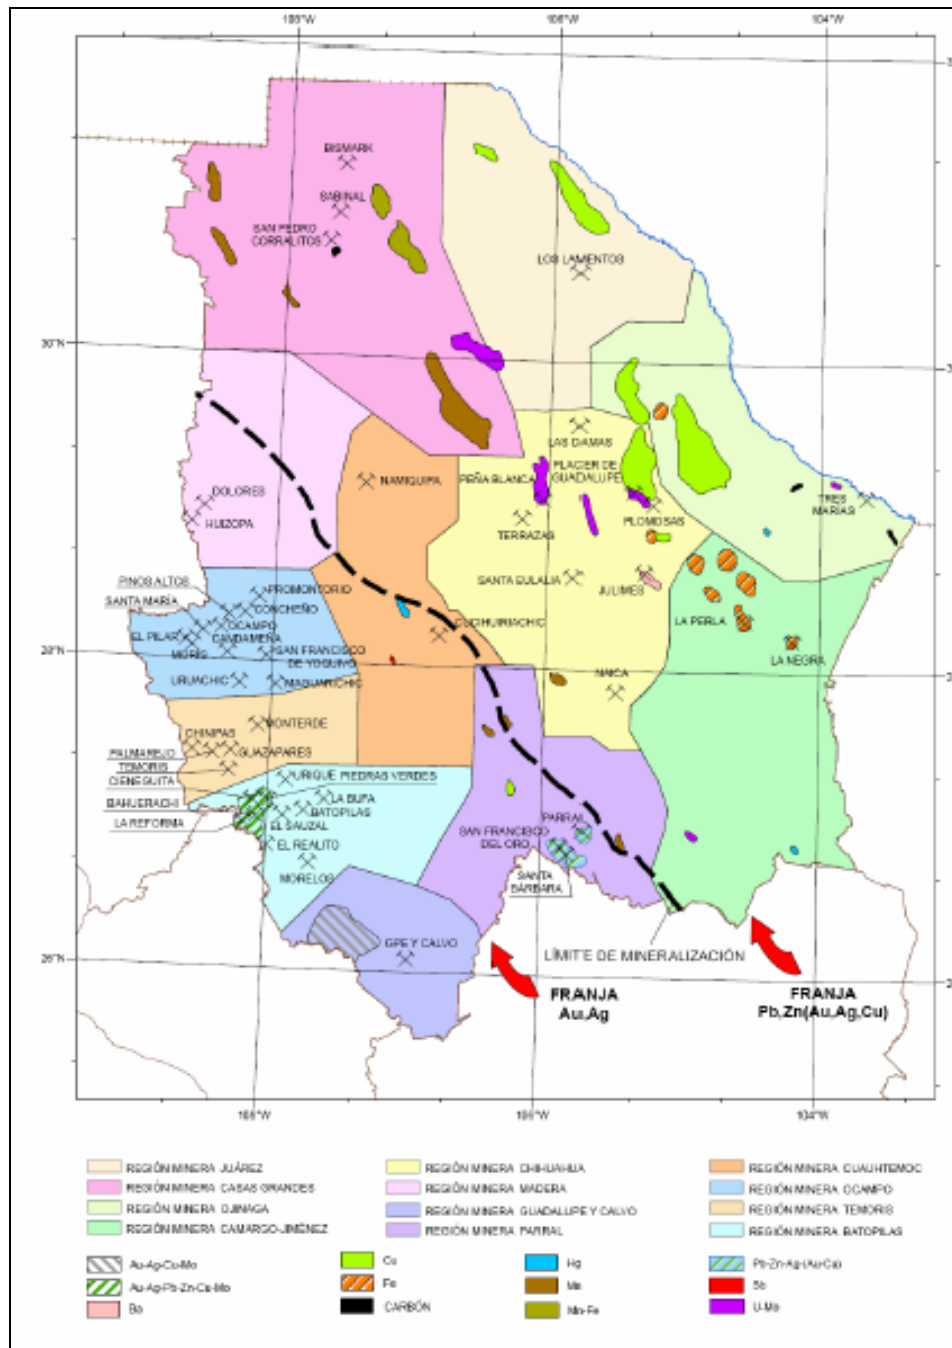 108°W
106°W
104°W
BISMARK
SABINAL
SAN PEDRO
CORRALITOS
LOS LAMENTOS
30°N
LAS DAMAS
NAMIQUIPA
PEÑA BLANCA
PLACER DE
GUADALUPE
DOLORES
HUIZOPA
TRES
MARÍAS
TERRAZAS
PLOMOSAS
PINOS ALTOS
SANTA MARÍA
PROMONTORIO
CONCHEÑO
SANTA EULALIA
JULIMES
OCAMPO
CANDAMEÑA
EL PILAR
MORIS
CUCIHUIRIACHIC
LA PERLA
28°N
SAN FRANCISCO
DE YOQUIVO
LA NEGRA
URUACHIC
MAGUARICHIC
NAICA
MONTERDE
CHINIPAS
PALMAREJO
GUAZAPARES
TEMORIS
CIENEGUITA
URIQUE
PIEDRAS VERDES
BAHUERACHI
LA BUFA
BATOPILAS
LA REFORMA
EL SAUZAL
PARRAL
SAN FRANCISCO
DEL ORO
EL REALITO
MORELOS
SANTA
BÁRBARA
GPE Y CALVO
LÍMITE DE MINERALIZACIÓN
26°N
FRANJA
Au,Ag
FRANJA
Pb,Zn(Au,Ag,Cu)
108°W
106°W
104°W
REGIÓN MINERA JUÁREZ
REGIÓN MINERA CHIHUAHUA
REGIÓN MINERA CUAUHTEMOC
REGIÓN MINERA CASAS GRANDES
REGIÓN MINERA MADERA
REGIÓN MINERA OCAMPO
REGIÓN MINERA OJINAGA
REGIÓN MINERA GUADALUPE Y CALVO
REGIÓN MINERA TEMORIS
REGIÓN MINERA CAMARGO-JIMÉNEZ
REGIÓN MINERA PARRAL
REGIÓN MINERA BATOPILAS
Au-Ag-Cu-Mo
Cu
Hg
Pb-Zn-Ag-(Au-Cu)
Au-Ag-Pb-Zn-Cu-Mo
Fe
Mn
Sb
Ba
CARBÓN
Mn-Fe
U-Mo